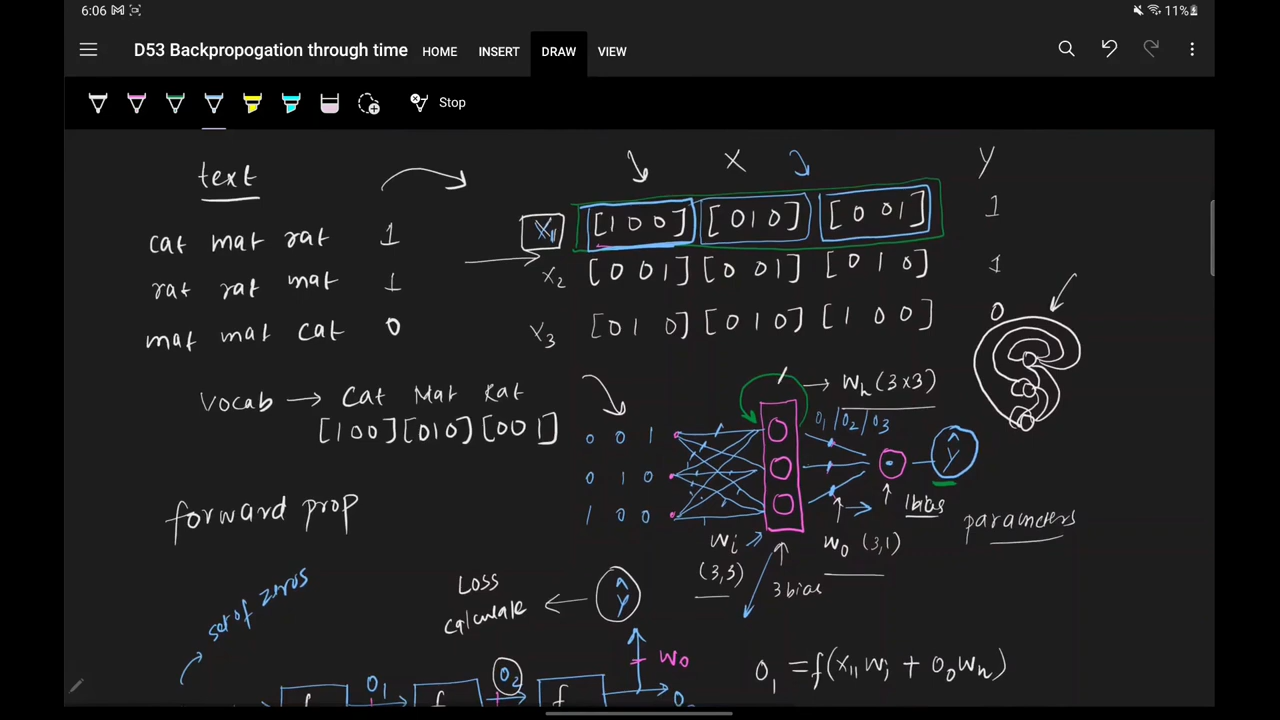 6:06 11%
D53 Backpropogation through time HOME INSERT DRAW VIEW
Stop
text X Y
X₁₁ [1 0 0] [0 1 0] [0 0 1] 1
cat mat rat 1
X₂ [0 0 1] [0 0 1] [0 1 0] 1
rat rat mat 1
X₃ [0 1 0] [0 1 0] [1 0 0] 0
mat mat cat 0
Vocab → Cat Mat Rat
[1 0 0] [0 1 0] [0 0 1]
→ Wₕ (3×3)
O₁ / O₂ / O₃
0 0 1
0 1 0 ŷ
1 0 0 1 bias
forward prop parameters
Wᵢ Wₒ (3,1)
(3,3) 3 bias
set of zeros
Loss
calculate ← ŷ
Wₒ
O₁ = f(X₁₁ Wᵢ + O₀ Wₕ)
f O₁ f O₂ f